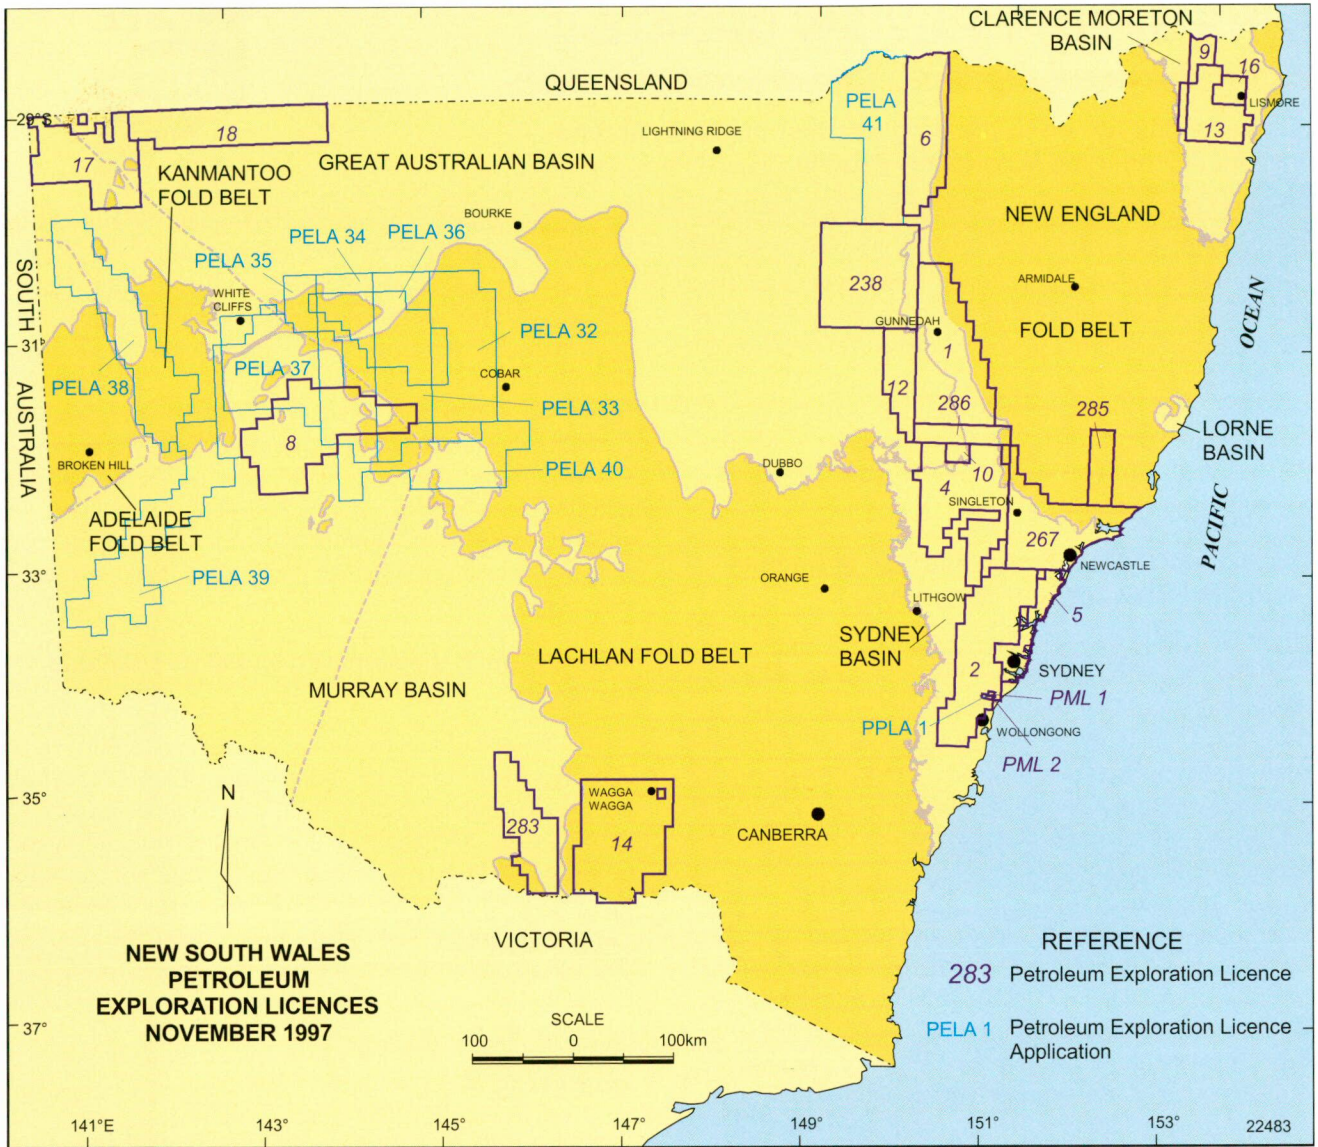 CLARENCE MORETON
BASIN
9
16
QUEENSLAND
PELA
41
LISMORE
29°S
18
LIGHTNING RIDGE
6
13
17
KANMANTOO
FOLD BELT
GREAT AUSTRALIAN BASIN
BOURKE
NEW ENGLAND
PELA 34
PELA 36
PELA 35
SOUTH
AUSTRALIA
WHITE
CLIFFS
238
ARMIDALE
GUNNEDAH
FOLD BELT
PACIFIC
OCEAN
PELA 32
31°
1
PELA 37
COBAR
PELA 38
12
PELA 33
286
285
8
LORNE
BASIN
BROKEN HILL
PELA 40
DUBBO
10
4
SINGLETON
ADELAIDE
FOLD BELT
267
NEWCASTLE
33°
PELA 39
ORANGE
LITHGOW
5
SYDNEY
BASIN
LACHLAN FOLD BELT
2
SYDNEY
MURRAY BASIN
PML 1
PPLA 1
WOLLONGONG
PML 2
N
35°
WAGGA
WAGGA
283
14
CANBERRA
VICTORIA
NEW SOUTH WALES
PETROLEUM
EXPLORATION LICENCES
NOVEMBER 1997
REFERENCE
283 Petroleum Exploration Licence
PELA 1 Petroleum Exploration Licence
Application
SCALE
100 0 100km
37°
141°E 143° 145° 147° 149° 151° 153° 22483